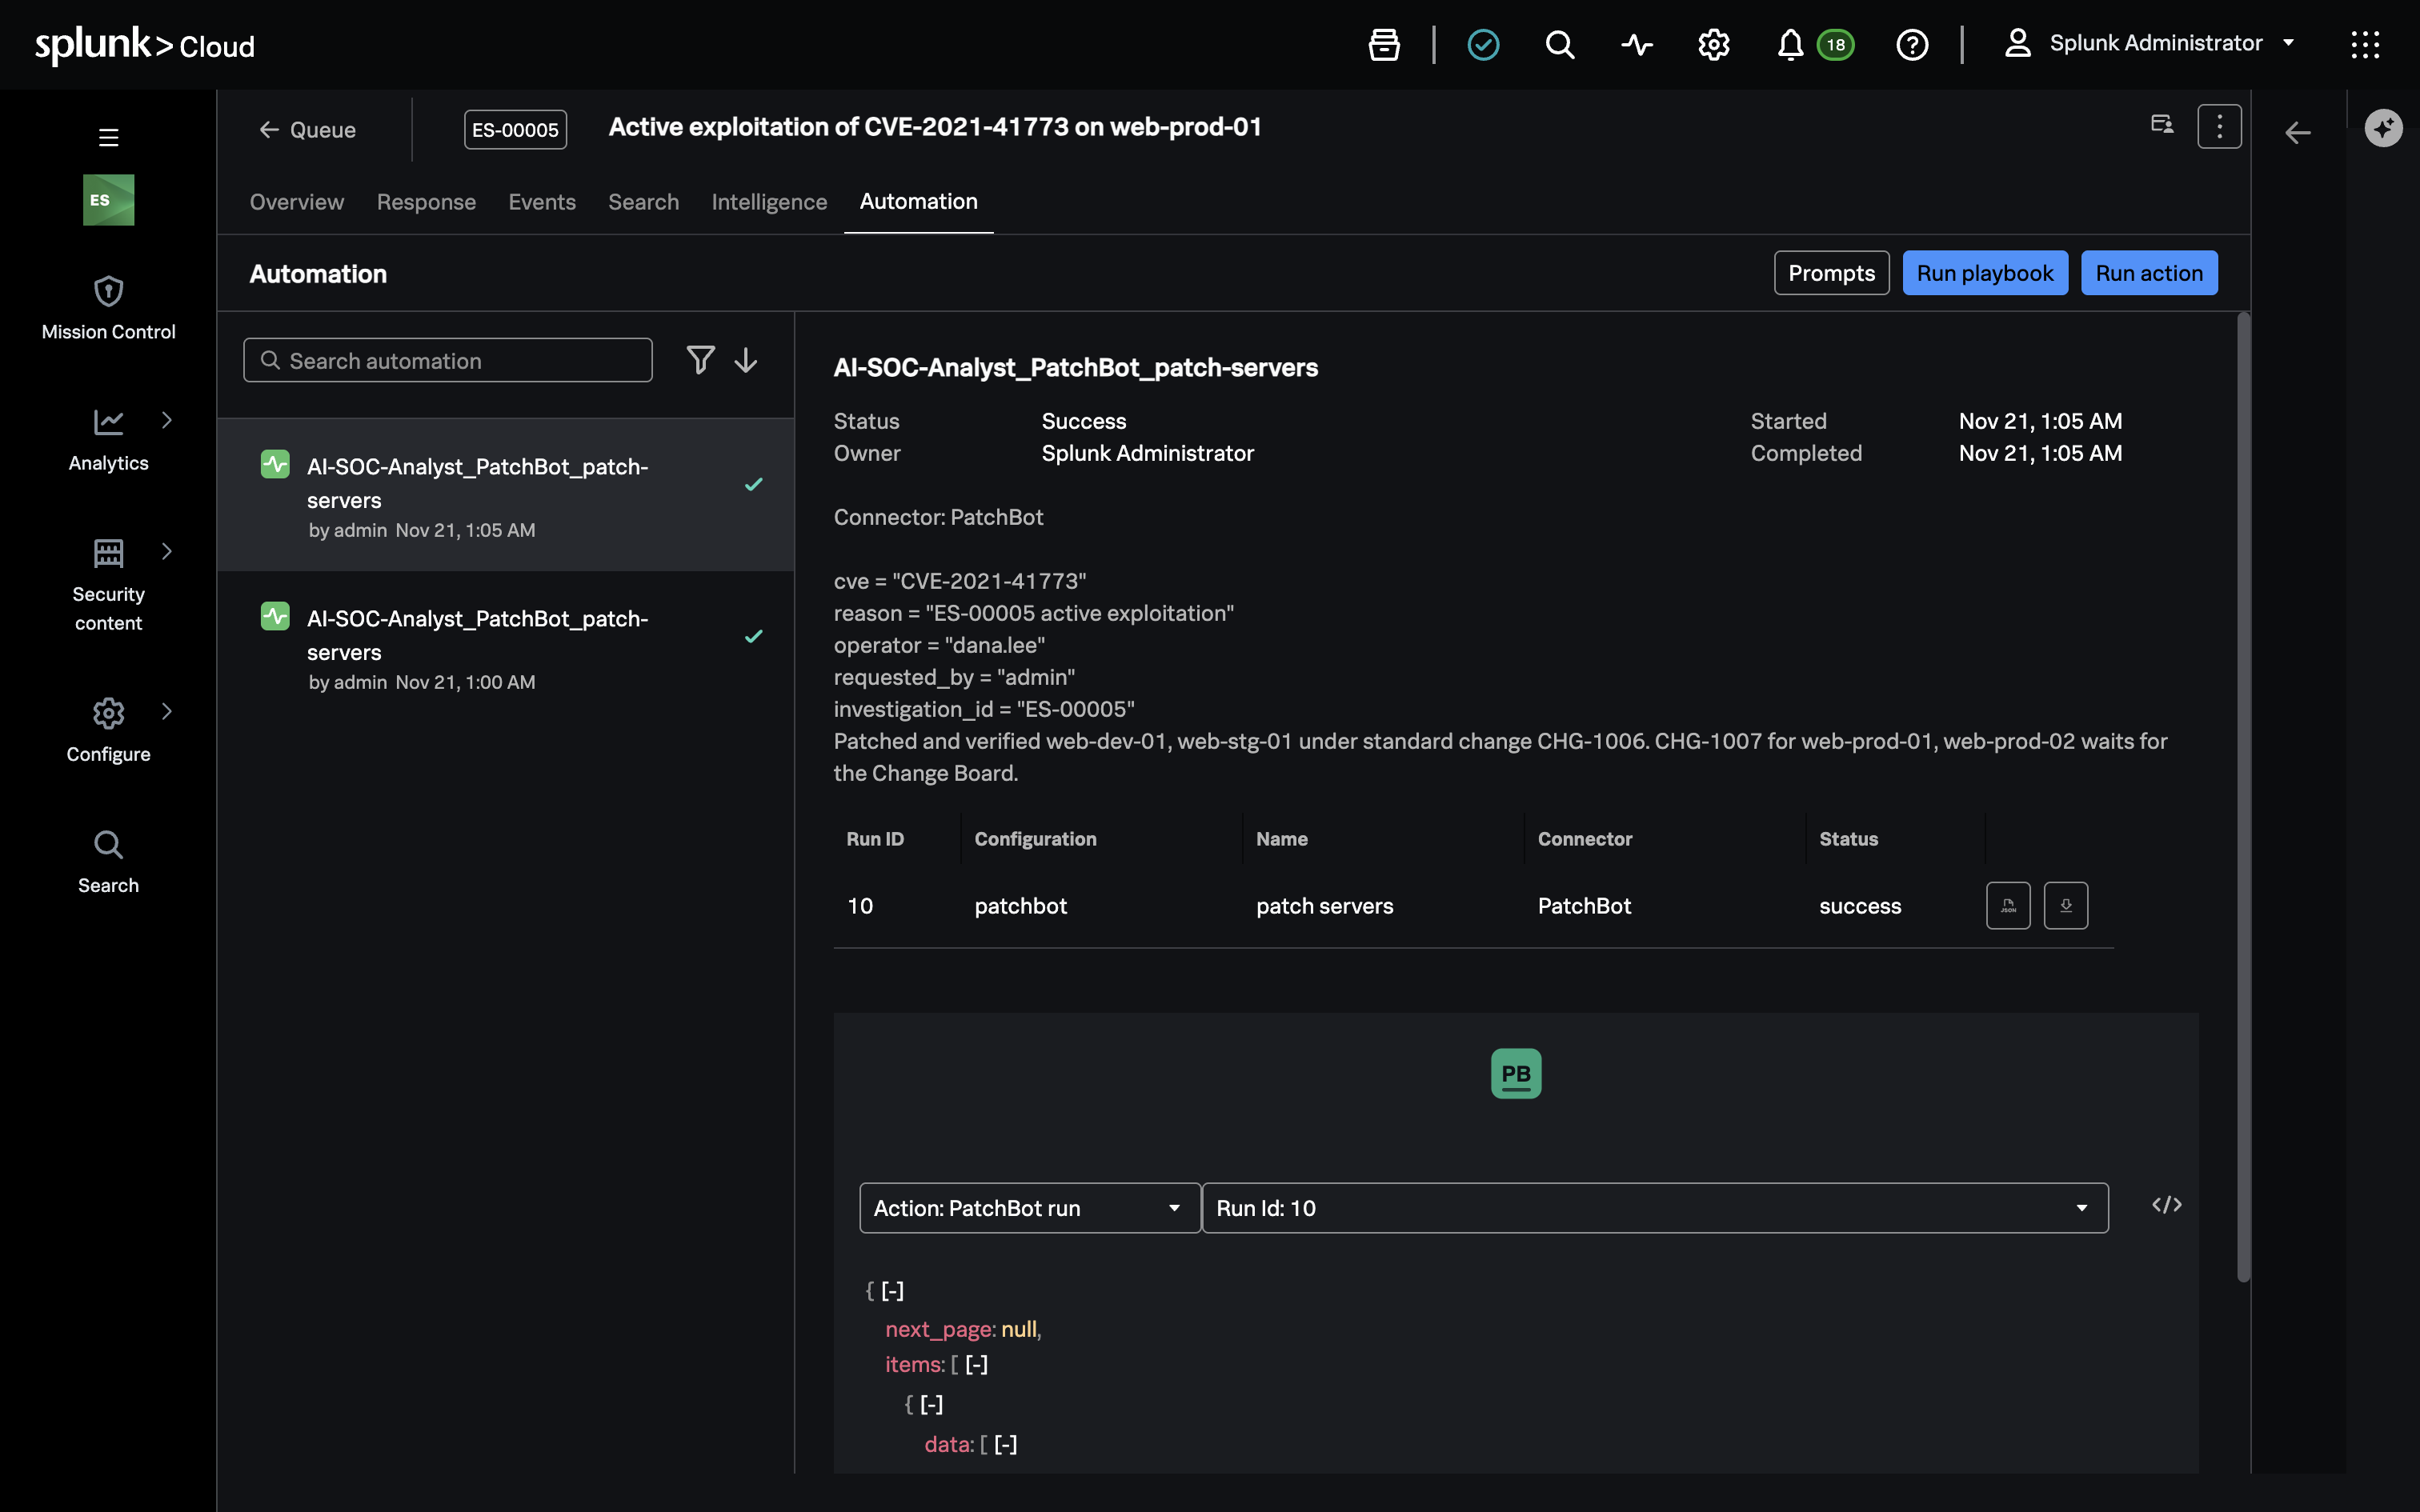 splunk>Cloud
18
Splunk Administrator
Queue
ES-00005
Active exploitation of CVE-2021-41773 on web-prod-01
ES
Overview
Response
Events
Search
Intelligence
Automation
Mission Control
Analytics
Security
content
Configure
Search
Automation
Prompts
Run playbook
Run action
Search automation
AI-SOC-Analyst_PatchBot_patch-
servers
by admin Nov 21, 1:05 AM
AI-SOC-Analyst_PatchBot_patch-
servers
by admin Nov 21, 1:00 AM
AI-SOC-Analyst_PatchBot_patch-servers
Status Success Started Nov 21, 1:05 AM
Owner Splunk Administrator Completed Nov 21, 1:05 AM
Connector: PatchBot
cve = "CVE-2021-41773"
reason = "ES-00005 active exploitation"
operator = "dana.lee"
requested_by = "admin"
investigation_id = "ES-00005"
Patched and verified web-dev-01, web-stg-01 under standard change CHG-1006. CHG-1007 for web-prod-01, web-prod-02 waits for
the Change Board.
Run ID Configuration Name Connector Status
10 patchbot patch servers PatchBot success
JSON
PB
Action: PatchBot run
Run Id: 10
</>
{ [-]
next_page: null,
items: [ [-]
{ [-]
data: [ [-]